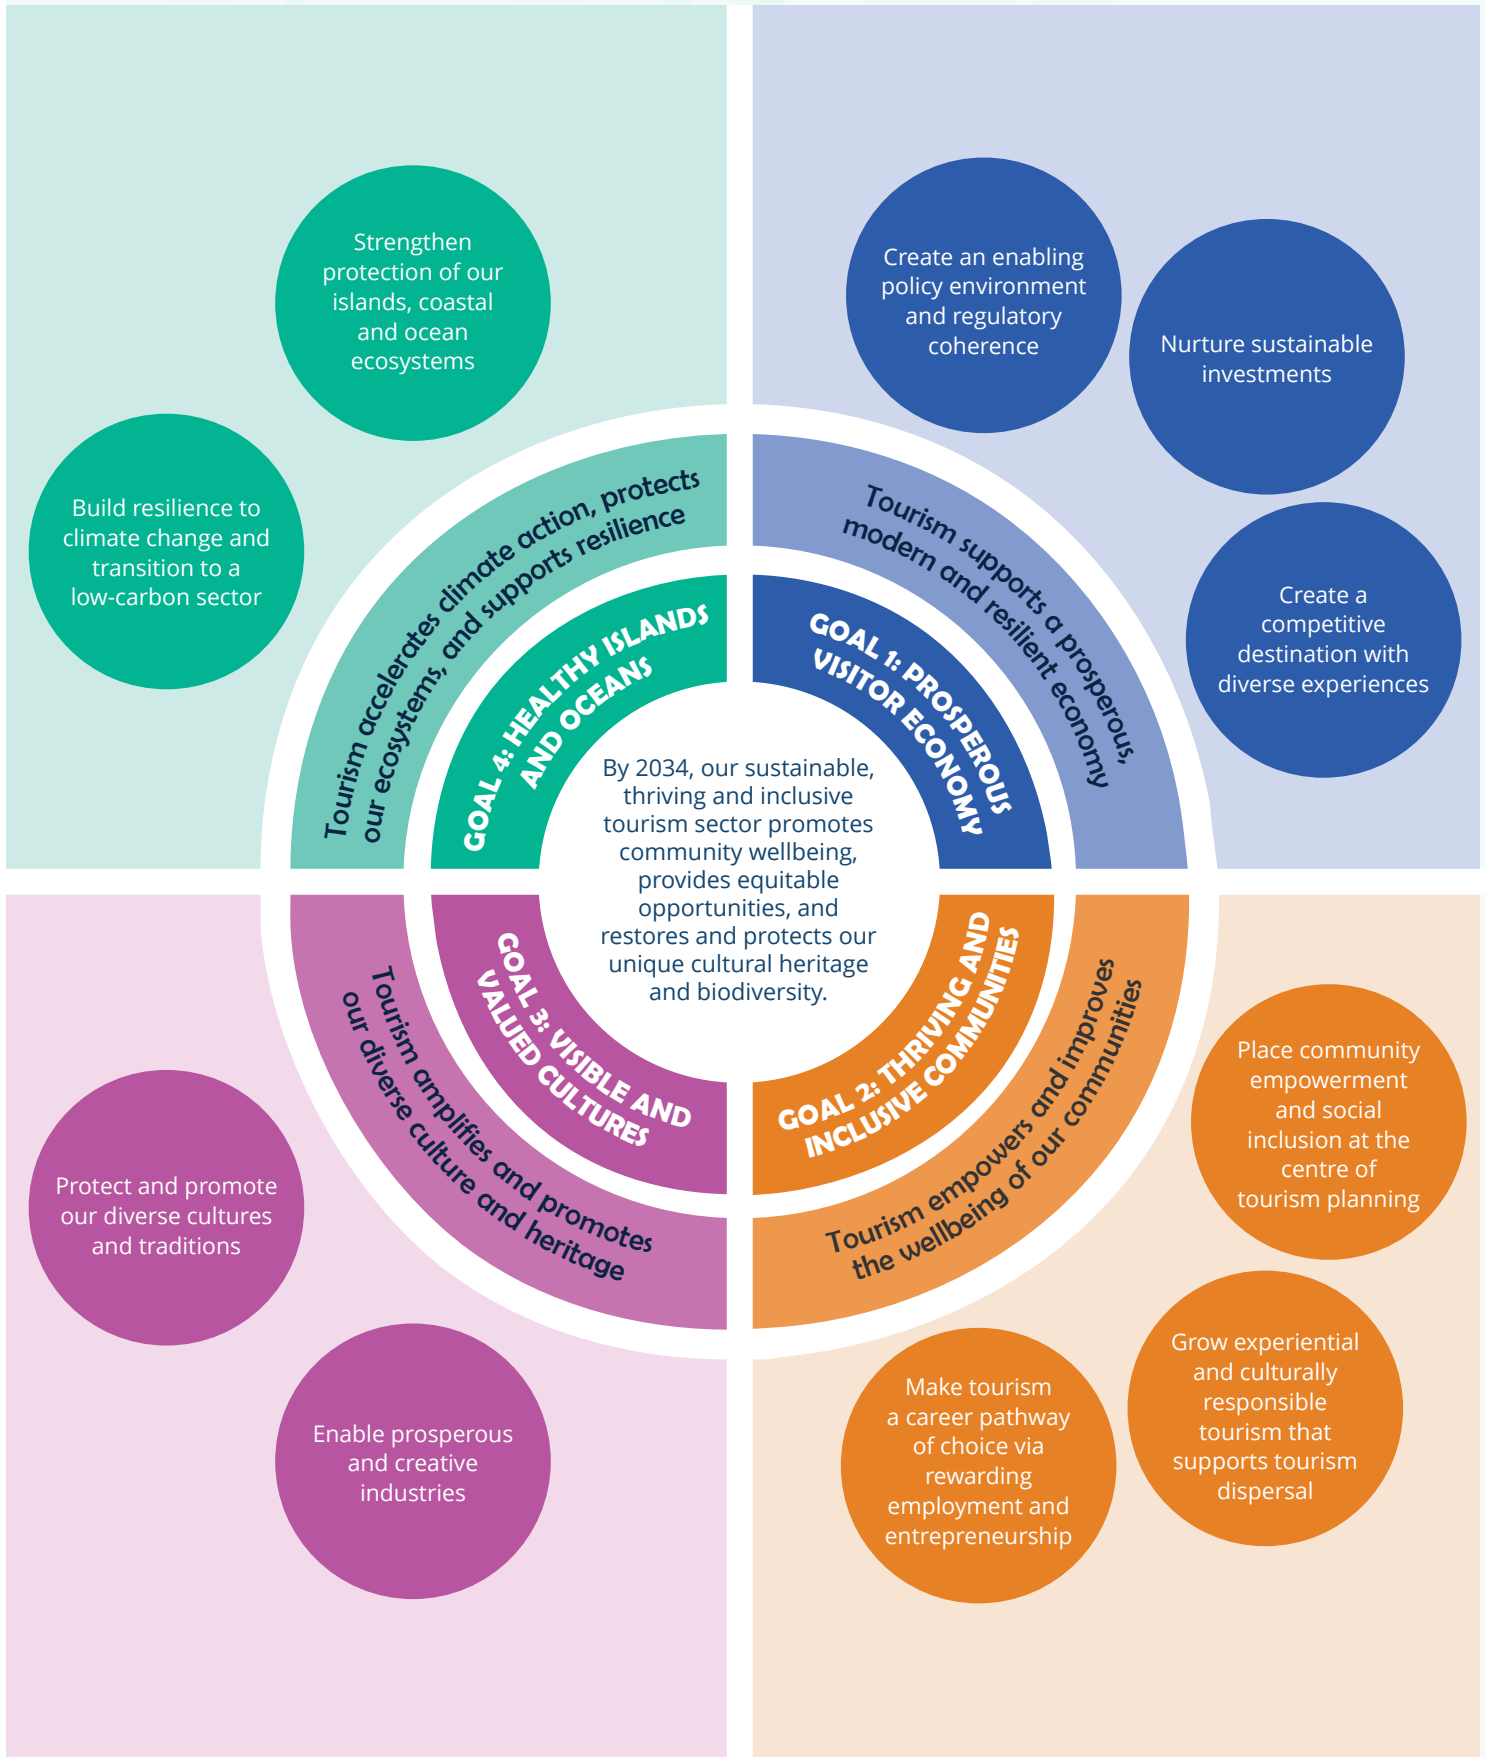 By 2034, our sustainable,
thriving and inclusive
tourism sector promotes
community wellbeing,
provides equitable
opportunities, and
restores and protects our
unique cultural heritage
and biodiversity.
GOAL 1: PROSPEROUS
VISITOR ECONOMY
Tourism supports a prosperous,
modern and resilient economy
Create an enabling
policy environment
and regulatory
coherence
Nurture sustainable
investments
Create a
competitive
destination with
diverse experiences
GOAL 2: THRIVING AND
INCLUSIVE COMMUNITIES
Tourism empowers and improves
the wellbeing of our communities
Place community
empowerment
and social
inclusion at the
centre of
tourism planning
Grow experiential
and culturally
responsible
tourism that
supports tourism
dispersal
Make tourism
a career pathway
of choice via
rewarding
employment and
entrepreneurship
GOAL 3: VISIBLE AND
VALUED CULTURES
Tourism amplifies and promotes
our diverse culture and heritage
Enable prosperous
and creative
industries
Protect and promote
our diverse cultures
and traditions
GOAL 4: HEALTHY ISLANDS
AND OCEANS
Tourism accelerates climate action, protects
our ecosystems, and supports resilience
Build resilience to
climate change and
transition to a
low-carbon sector
Strengthen
protection of our
islands, coastal
and ocean
ecosystems